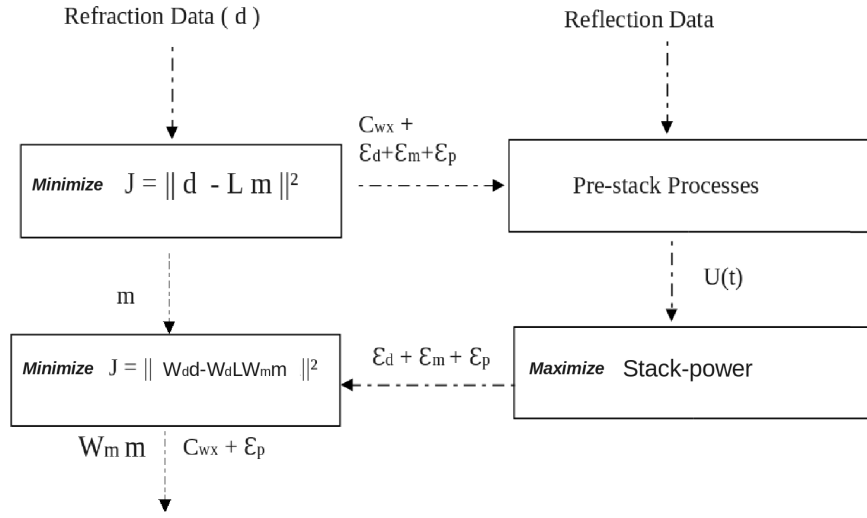 Refraction Data ( d )
Reflection Data
Minimize J = || d - L m ||²
Cwx +
Ɛd+Ɛm+Ɛp
Pre-stack Processes
m
U(t)
Minimize J = || Wdd-WdLWmm ||²
Ɛd + Ɛm + Ɛp
Maximize Stack-power
Wm m
Cwx + Ɛp